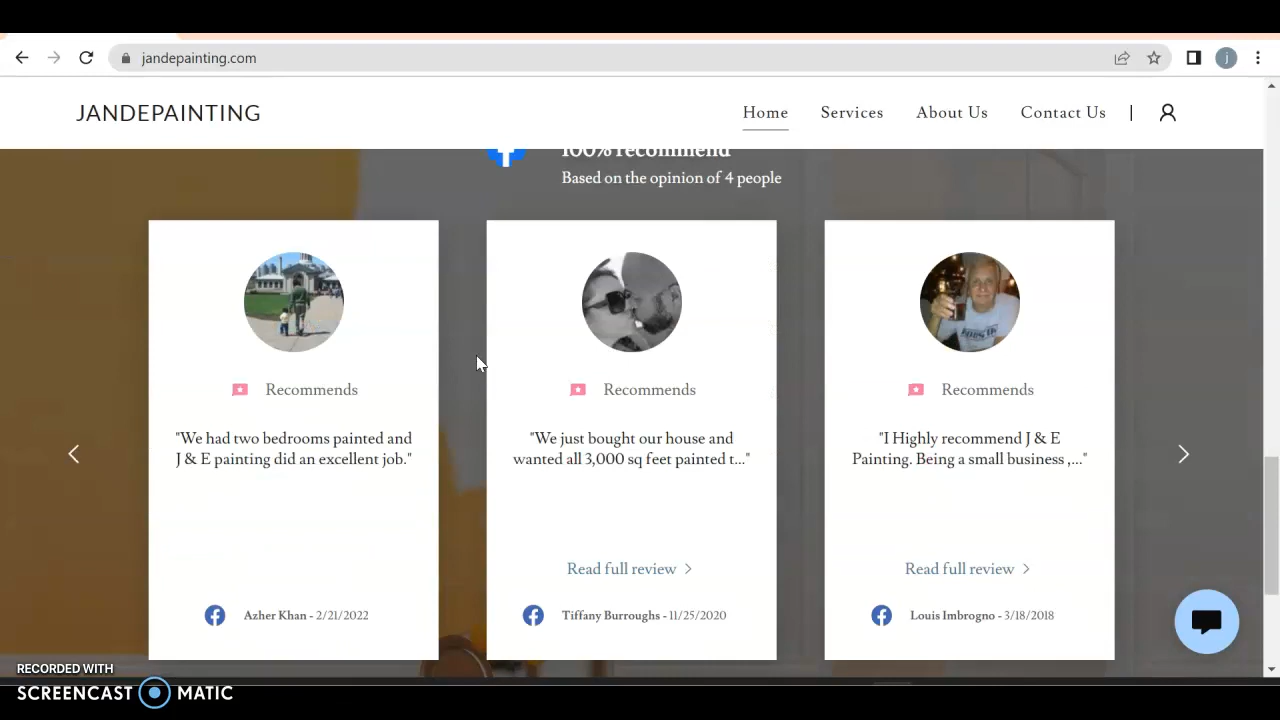 jandepainting.com
j
JANDEPAINTING
Home Services About Us Contact Us
100% recommend
Based on the opinion of 4 people
Recommends
"We had two bedrooms painted and
J & E painting did an excellent job."
Azher Khan - 2/21/2022
Recommends
"We just bought our house and
wanted all 3,000 sq feet painted t..."
Read full review
Tiffany Burroughs - 11/25/2020
Recommends
"I Highly recommend J & E
Painting. Being a small business ,..."
Read full review
Louis Imbrogno - 3/18/2018
RECORDED WITH
SCREENCAST MATIC